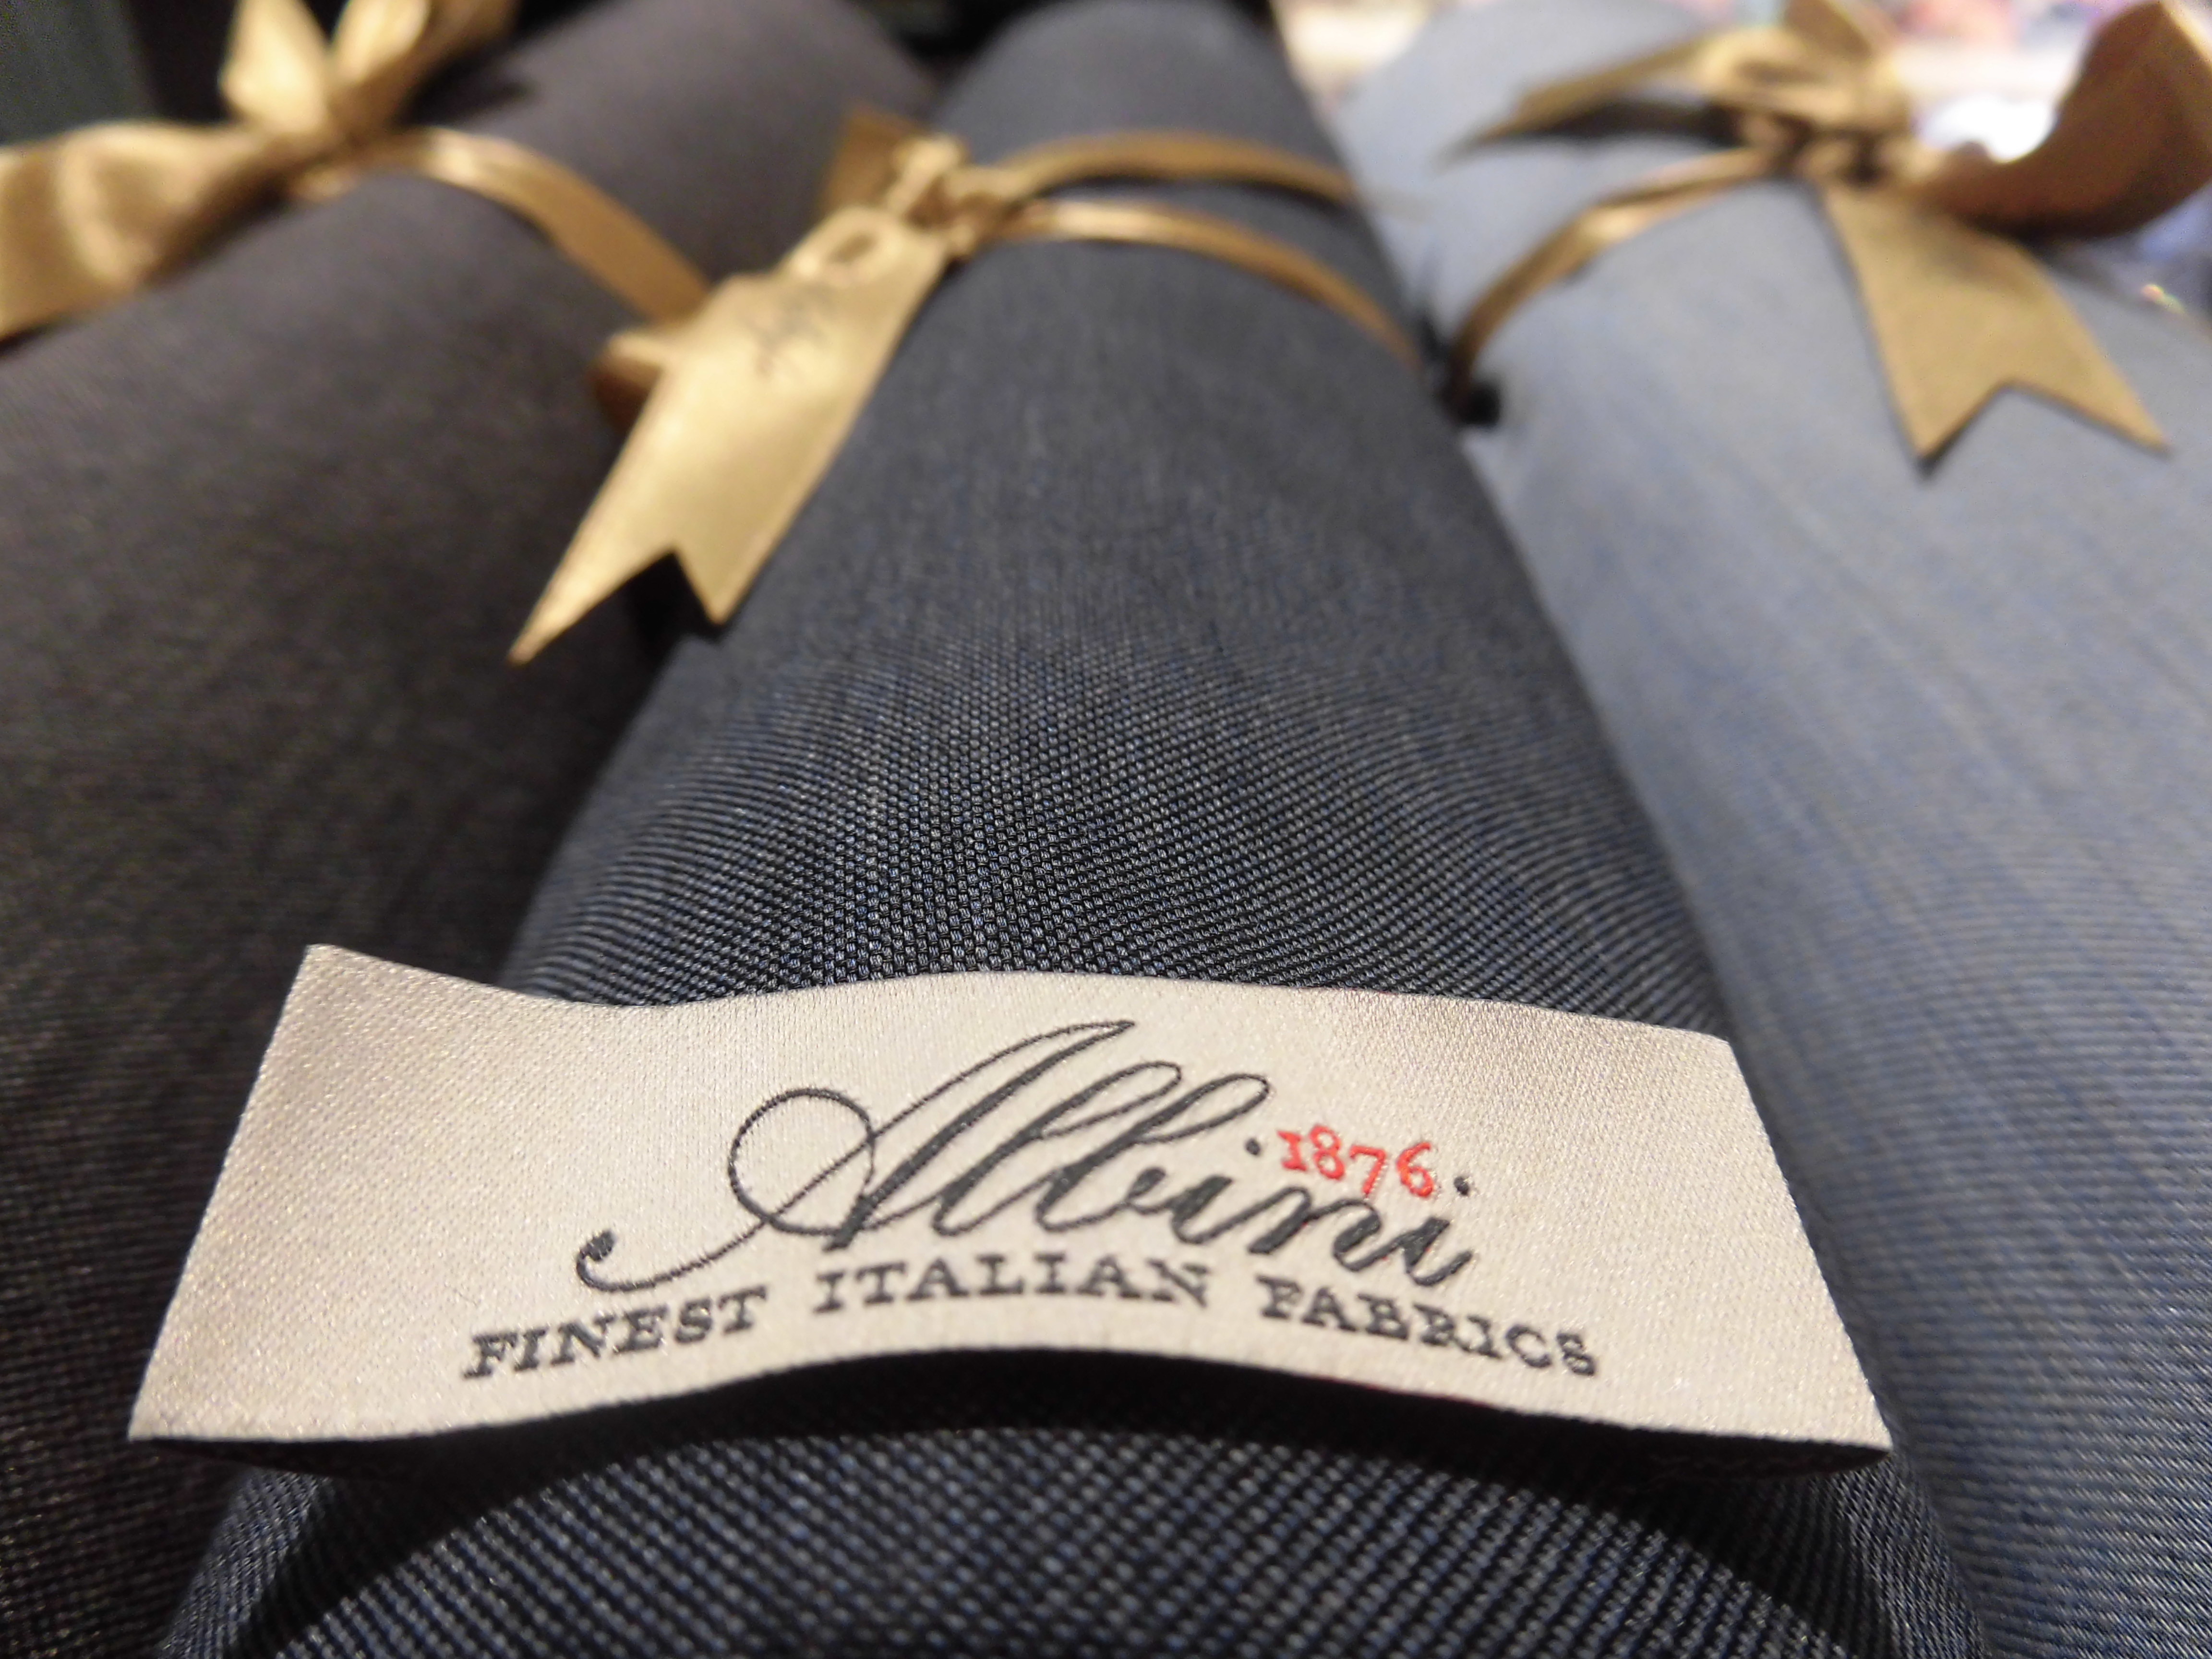 Albini
·1876·
FINEST ITALIAN FABRICS